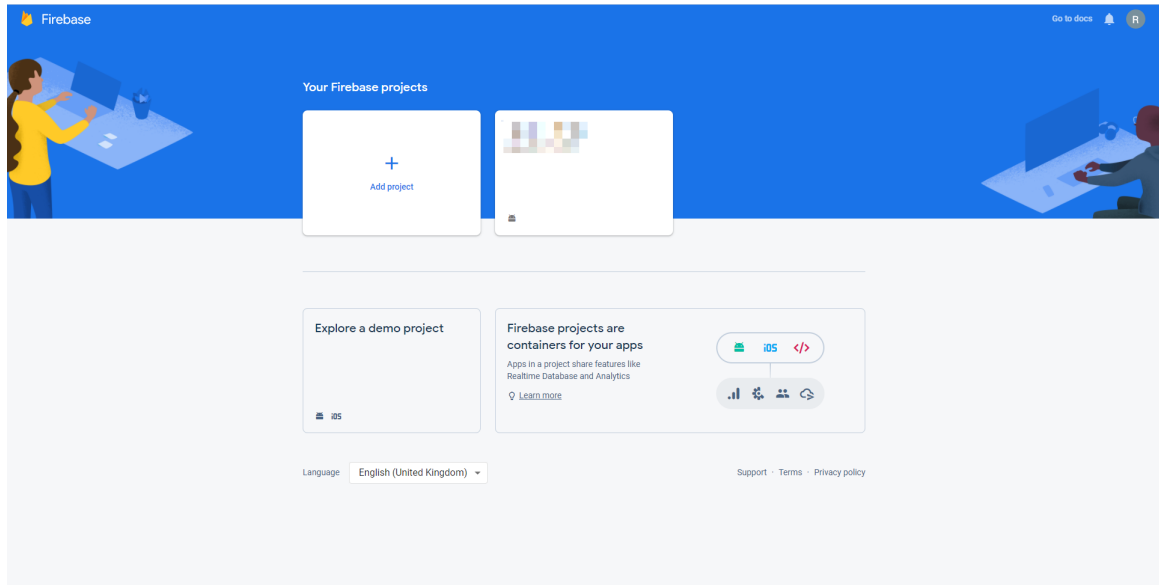 Firebase
Go to docs
R
Your Firebase projects
Add project
Explore a demo project
iOS
Firebase projects are
containers for your apps
Apps in a project share features like
Realtime Database and Analytics
Learn more
iOS </>
Language English (United Kingdom)
Support · Terms · Privacy policy